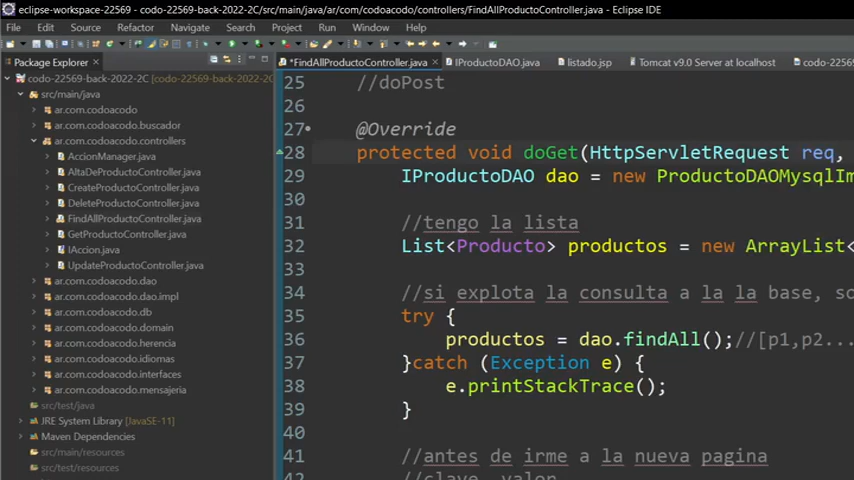 eclipse-workspace-22569 - codo-22569-back-2022-2C/src/main/java/ar/com/codoacodo/controllers/FindAllProductoController.java - Eclipse IDE
File Edit Source Refactor Navigate Search Project Run Window Help
Package Explorer
codo-22569-back-2022-2C [codo-22569-back-2022-2C
src/main/java
ar.com.codoacodo
ar.com.codoacodo.buscador
ar.com.codoacodo.controllers
AccionManager.java
AltaDeProductoController.java
CreateProductoController.java
DeleteProductoController.java
FindAllProductoController.java
GetProductoController.java
IAccion.java
UpdateProductoController.java
ar.com.codoacodo.dao
ar.com.codoacodo.dao.impl
ar.com.codoacodo.db
ar.com.codoacodo.domain
ar.com.codoacodo.herencia
ar.com.codoacodo.idiomas
ar.com.codoacodo.interfaces
ar.com.codoacodo.mensajeria
src/test/java
JRE System Library [JavaSE-11]
Maven Dependencies
src/main/resources
src/test/resources
*FindAllProductoController.java IProductoDAO.java listado.jsp Tomcat v9.0 Server at localhost codo-22569-
25 //doPost
26
27 @Override
28 protected void doGet(HttpServletRequest req,
29 IProductoDAO dao = new ProductoDAOMysqlIm
30
31 //tengo la lista
32 List<Producto> productos = new ArrayList<
33
34 //si explota la consulta a la la base, so
35 try {
36 productos = dao.findAll();//[p1,p2...
37 }catch (Exception e) {
38 e.printStackTrace();
39 }
40
41 //antes de irme a la nueva pagina
42 //clave, valor